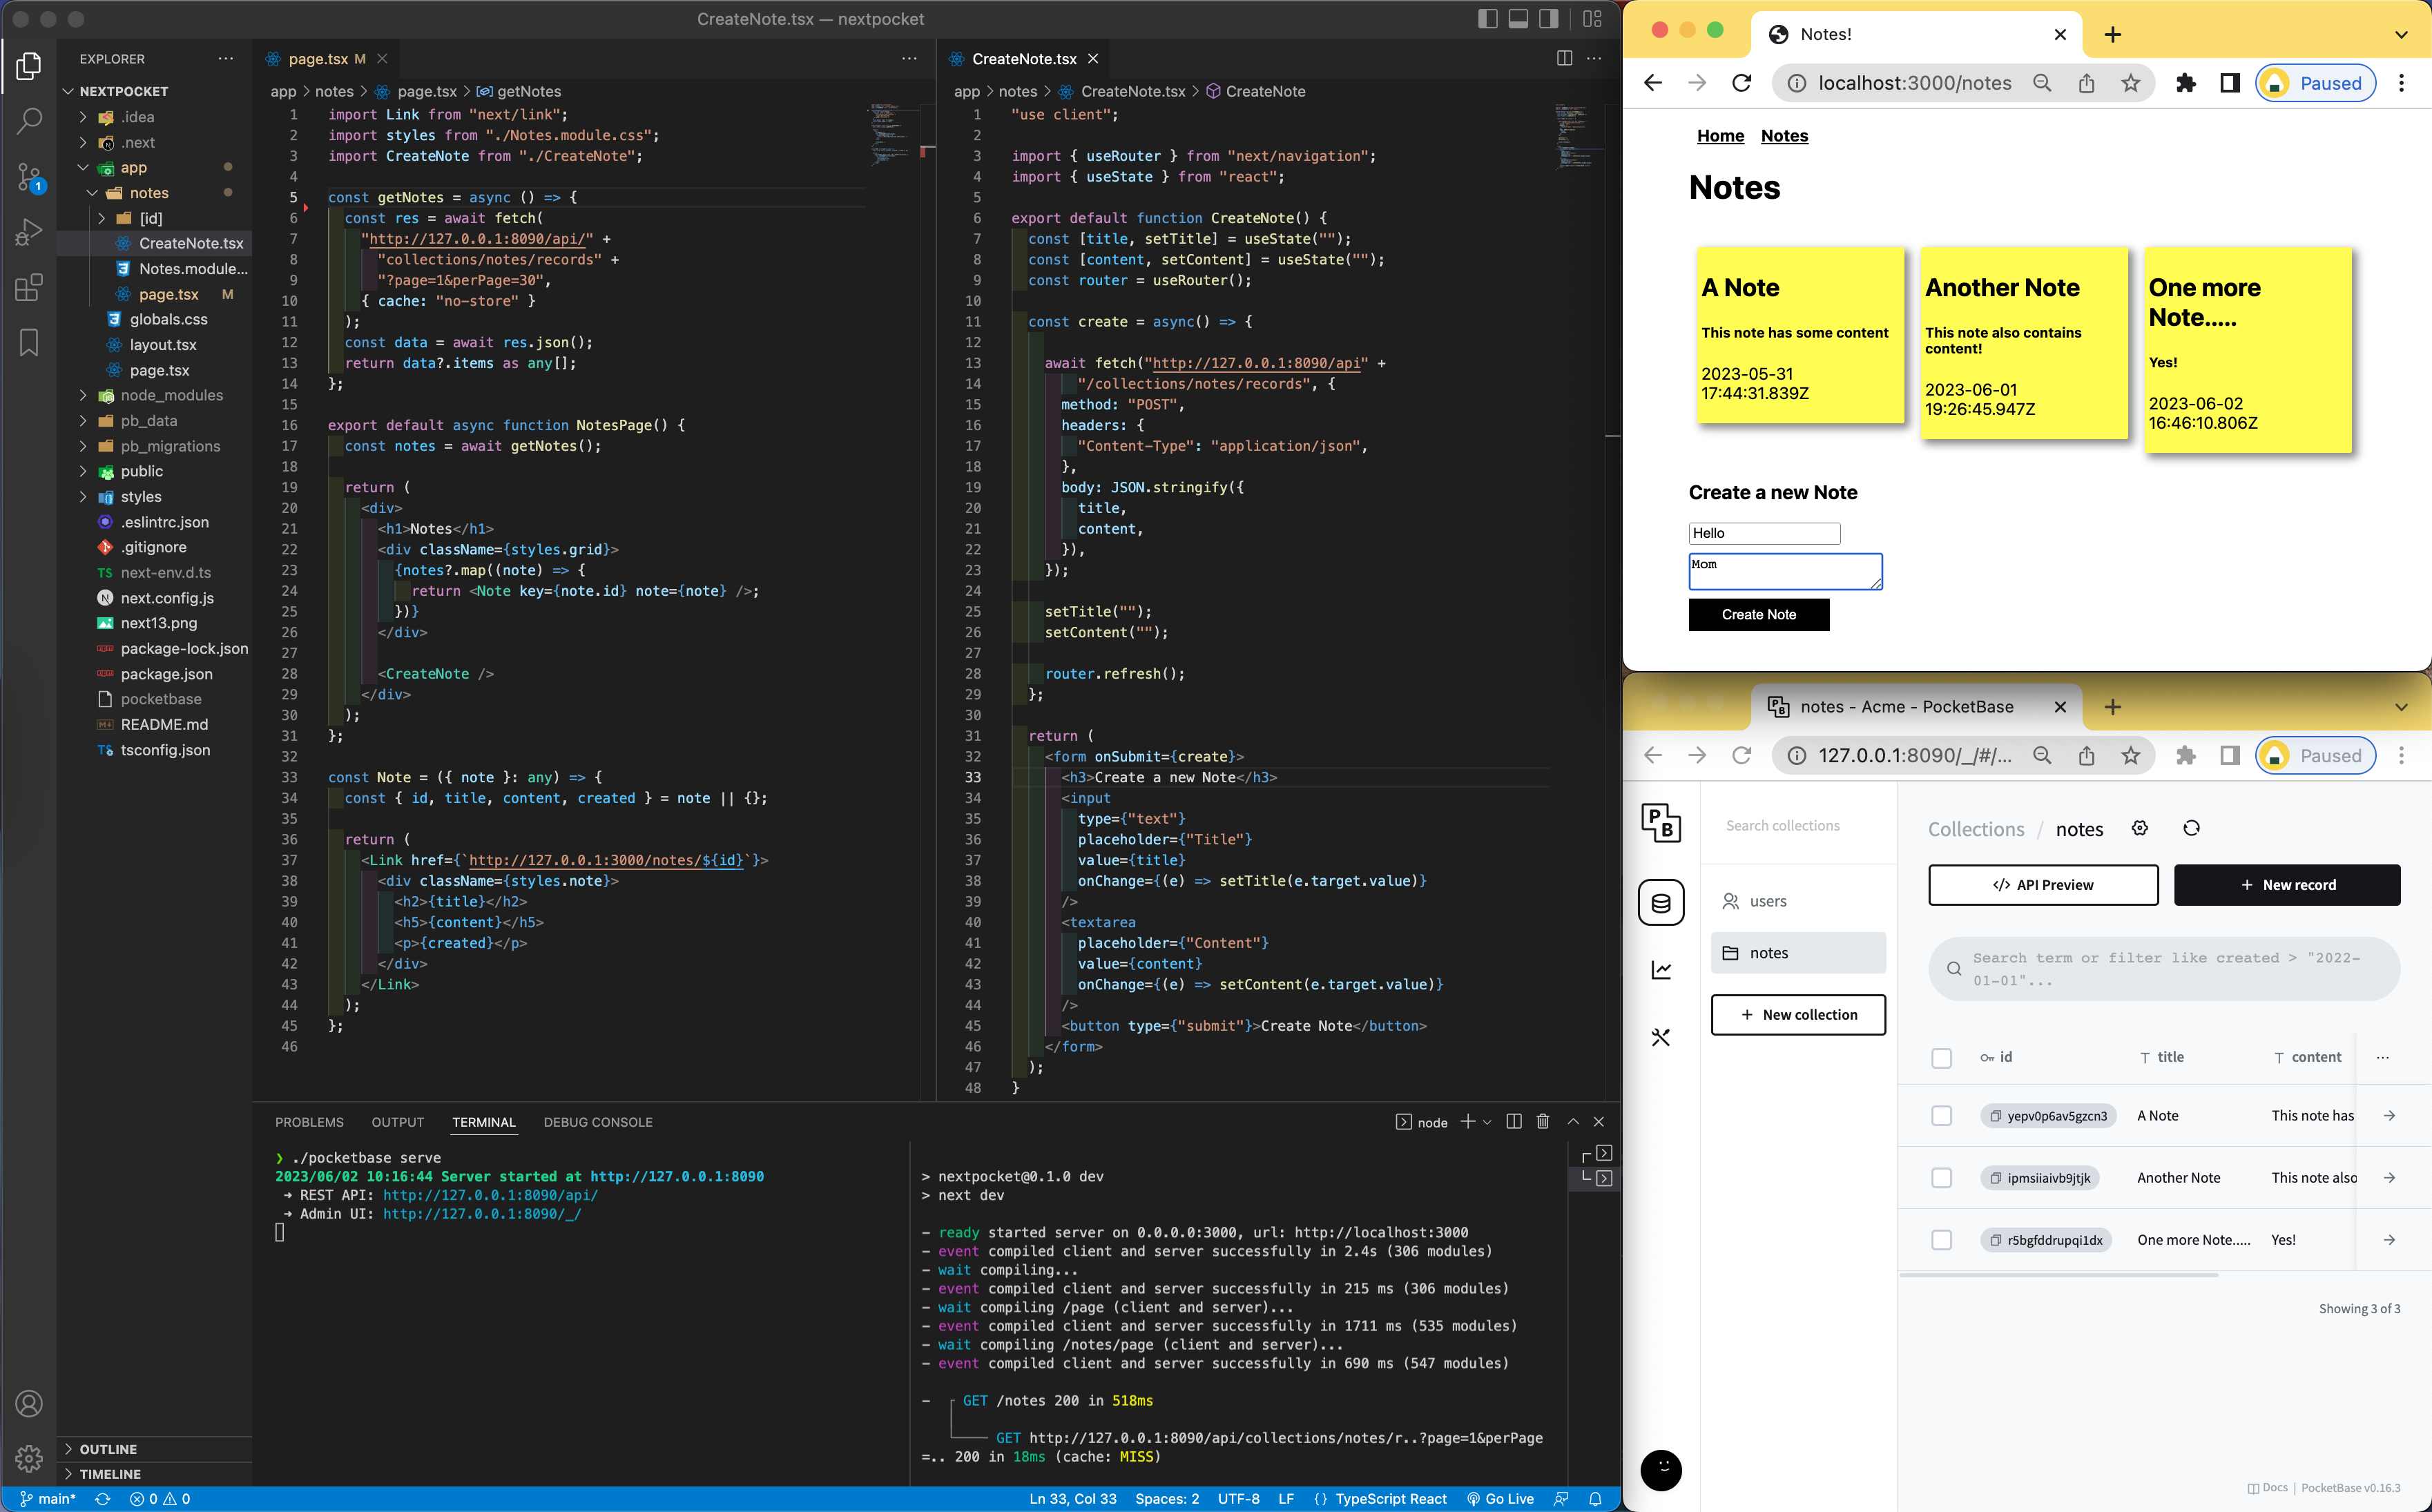 CreateNote.tsx — nextpocket
EXPLORER
NEXTPOCKET
.idea
.next
app
notes
[id]
CreateNote.tsx
Notes.module...
page.tsx M
globals.css
layout.tsx
page.tsx
node_modules
pb_data
pb_migrations
public
styles
.eslintrc.json
.gitignore
next-env.d.ts
next.config.js
next13.png
package-lock.json
package.json
pocketbase
README.md
tsconfig.json
OUTLINE
TIMELINE
page.tsx M
app > notes > page.tsx > getNotes
1 import Link from "next/link";
2 import styles from "./Notes.module.css";
3 import CreateNote from "./CreateNote";
4
5 const getNotes = async () => {
6 const res = await fetch(
7 "http://127.0.0.1:8090/api/" +
8 "collections/notes/records" +
9 "?page=1&perPage=30",
10 { cache: "no-store" }
11 );
12 const data = await res.json();
13 return data?.items as any[];
14 };
15
16 export default async function NotesPage() {
17 const notes = await getNotes();
18
19 return (
20 <div>
21 <h1>Notes</h1>
22 <div className={styles.grid}>
23 {notes?.map((note) => {
24 return <Note key={note.id} note={note} />;
25 })}
26 </div>
27
28 <CreateNote />
29 </div>
30 );
31 };
32
33 const Note = ({ note }: any) => {
34 const { id, title, content, created } = note || {};
35
36 return (
37 <Link href={`http://127.0.0.1:3000/notes/${id}`}>
38 <div className={styles.note}>
39 <h2>{title}</h2>
40 <h5>{content}</h5>
41 <p>{created}</p>
42 </div>
43 </Link>
44 );
45 };
46
CreateNote.tsx
app > notes > CreateNote.tsx > CreateNote
1 "use client";
2
3 import { useRouter } from "next/navigation";
4 import { useState } from "react";
5
6 export default function CreateNote() {
7 const [title, setTitle] = useState("");
8 const [content, setContent] = useState("");
9 const router = useRouter();
10
11 const create = async() => {
12
13 await fetch("http://127.0.0.1:8090/api" +
14 "/collections/notes/records", {
15 method: "POST",
16 headers: {
17 "Content-Type": "application/json",
18 },
19 body: JSON.stringify({
20 title,
21 content,
22 }),
23 });
24
25 setTitle("");
26 setContent("");
27
28 router.refresh();
29 };
30
31 return (
32 <form onSubmit={create}>
33 <h3>Create a new Note</h3>
34 <input
35 type={"text"}
36 placeholder={"Title"}
37 value={title}
38 onChange={(e) => setTitle(e.target.value)}
39 />
40 <textarea
41 placeholder={"Content"}
42 value={content}
43 onChange={(e) => setContent(e.target.value)}
44 />
45 <button type={"submit"}>Create Note</button>
46 </form>
47 );
48 }
PROBLEMS OUTPUT TERMINAL DEBUG CONSOLE
node
❯ ./pocketbase serve
2023/06/02 10:16:44 Server started at http://127.0.0.1:8090
➜ REST API: http://127.0.0.1:8090/api/
➜ Admin UI: http://127.0.0.1:8090/_/
> nextpocket@0.1.0 dev
> next dev
- ready started server on 0.0.0.0:3000, url: http://localhost:3000
- event compiled client and server successfully in 2.4s (306 modules)
- wait compiling...
- event compiled client and server successfully in 215 ms (306 modules)
- wait compiling /page (client and server)...
- event compiled client and server successfully in 1711 ms (535 modules)
- wait compiling /notes/page (client and server)...
- event compiled client and server successfully in 690 ms (547 modules)
- ┌ GET /notes 200 in 518ms
GET http://127.0.0.1:8090/api/collections/notes/r..?page=1&perPage
=.. 200 in 18ms (cache: MISS)
1
main* 0 0 Ln 33, Col 33 Spaces: 2 UTF-8 LF {} TypeScript React Go Live
Notes!
localhost:3000/notes
Paused
Home Notes
Notes
A Note
This note has some content
2023-05-31
17:44:31.839Z
Another Note
This note also contains
content!
2023-06-01
19:26:45.947Z
One more
Note.....
Yes!
2023-06-02
16:46:10.806Z
Create a new Note
Hello
Mom
Create Note
notes - Acme - PocketBase
127.0.0.1:8090/_/#/...
Paused
PB
Search collections
users
notes
+ New collection
Collections / notes
</> API Preview
+ New record
Search term or filter like created > "2022-
01-01"...
id title content ...
yepv0p6av5gzcn3 A Note This note has
ipmsiiaivb9jtjk Another Note This note also
r5bgfddrupqi1dx One more Note..... Yes!
Showing 3 of 3
Docs | PocketBase v0.16.3